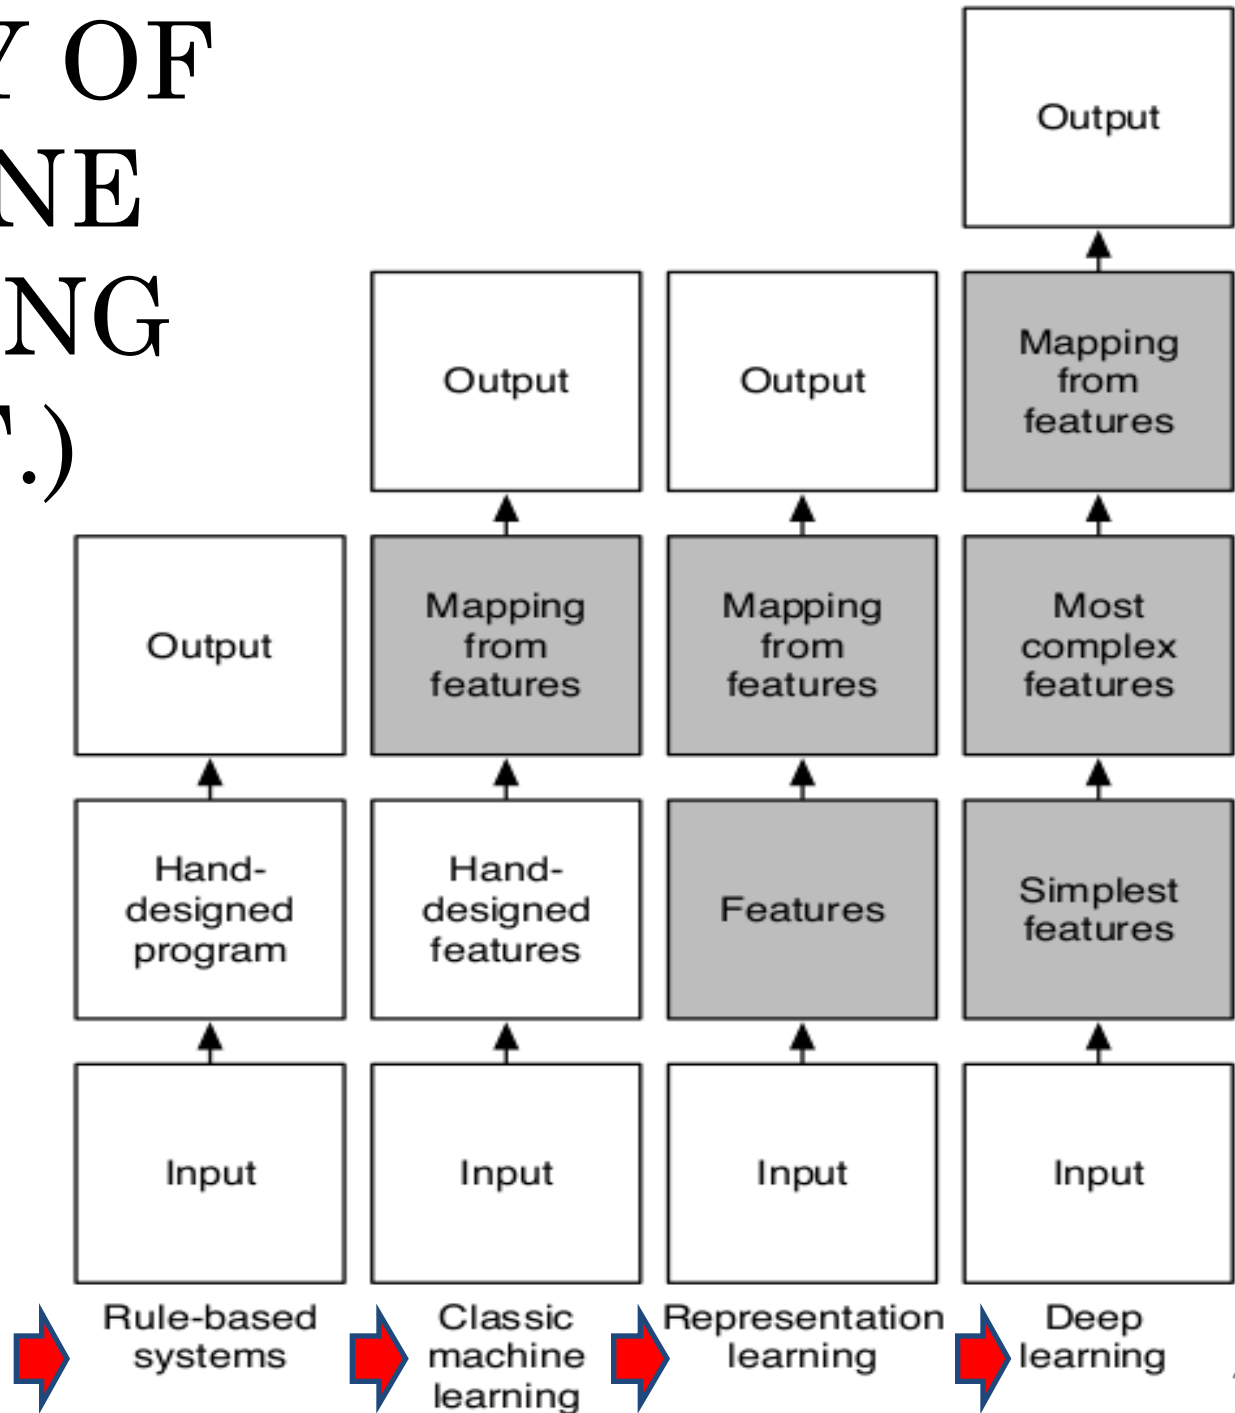 Y OF
NE
NG
.)
Output
Mapping
from
features
Most
complex
features
Simplest
features
Input
Deep
learning
Output
Mapping
from
features
Features
Input
Representation
learning
Output
Mapping
from
features
Hand-
designed
features
Input
Classic
machine
learning
Output
Hand-
designed
program
Input
Rule-based
systems